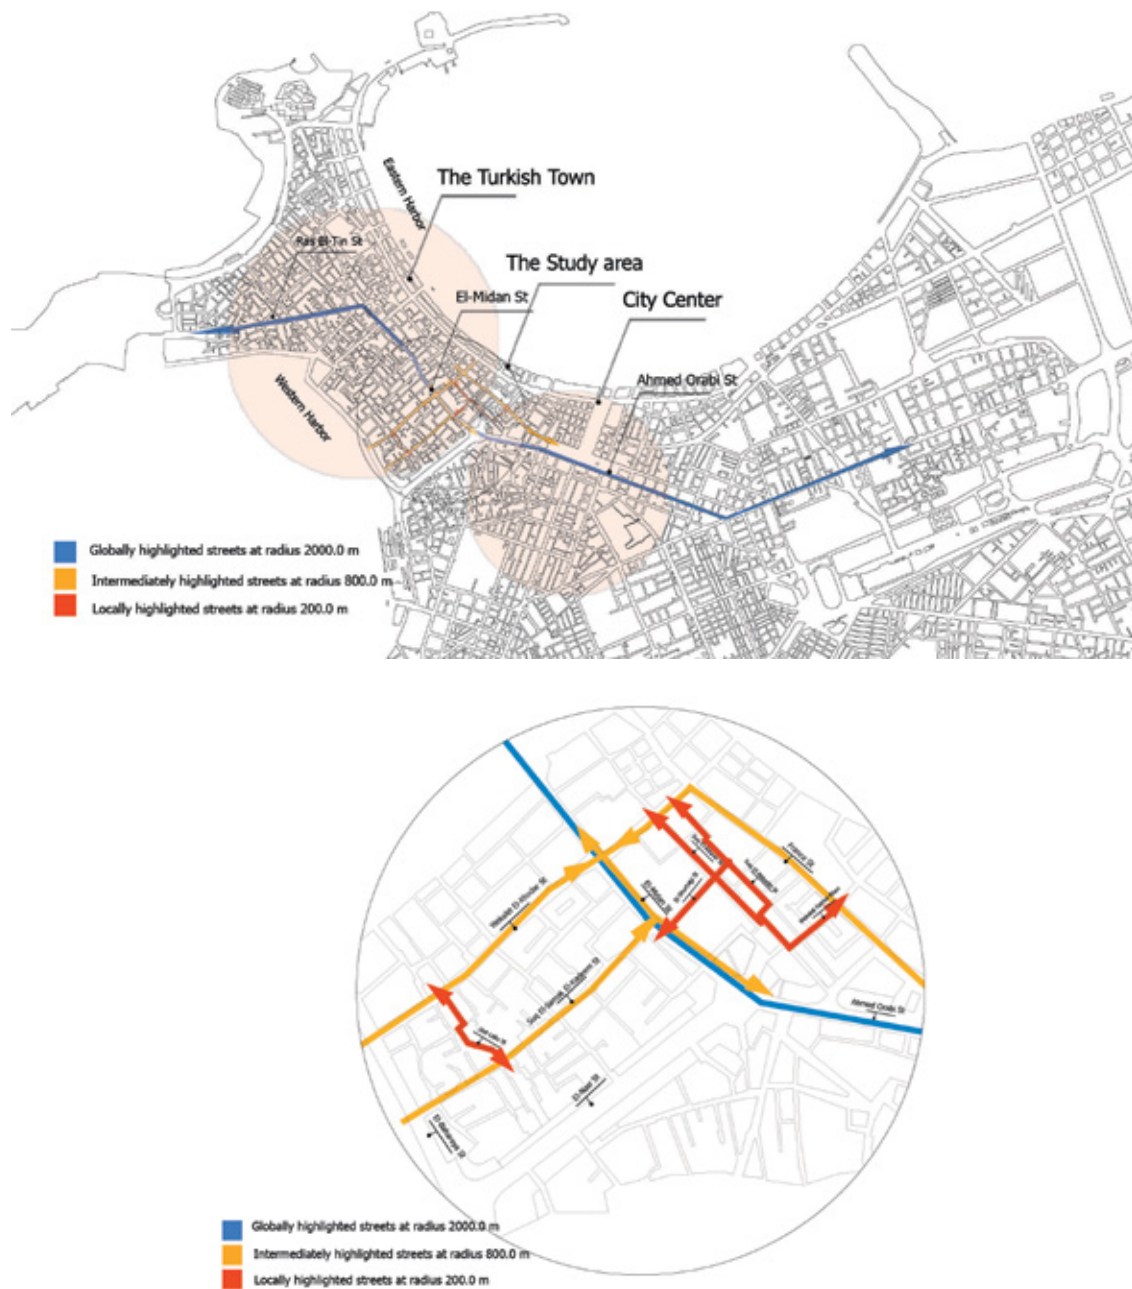 The Turkish Town
Eastern Harbor
Ras El-Tin St
The Study area
El-Midan St
City Center
Ahmed Orabi St
Western Harbor
Globally highlighted streets at radius 2000.0 m
Intermediately highlighted streets at radius 800.0 m
Locally highlighted streets at radius 200.0 m
France St
El-Midan St
Ahmed Orabi St
El-Nasr St
Globally highlighted streets at radius 2000.0 m
Intermediately highlighted streets at radius 800.0 m
Locally highlighted streets at radius 200.0 m